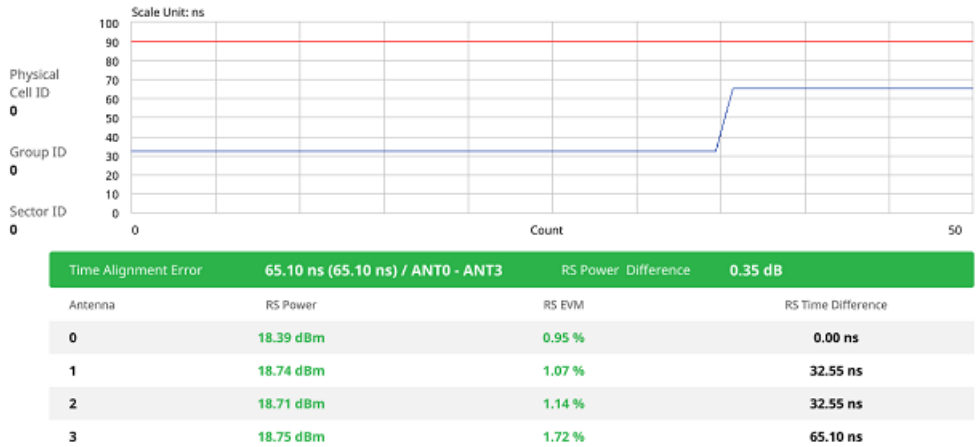 Scale Unit: ns
100
90
80
70
60
50
40
30
20
10
0
Physical
Cell ID
0
Group ID
0
Sector ID
0
0 Count 50
Time Alignment Error 65.10 ns (65.10 ns) / ANT0 - ANT3 RS Power Difference 0.35 dB
Antenna RS Power RS EVM RS Time Difference
0 18.39 dBm 0.95 % 0.00 ns
1 18.74 dBm 1.07 % 32.55 ns
2 18.71 dBm 1.14 % 32.55 ns
3 18.75 dBm 1.72 % 65.10 ns